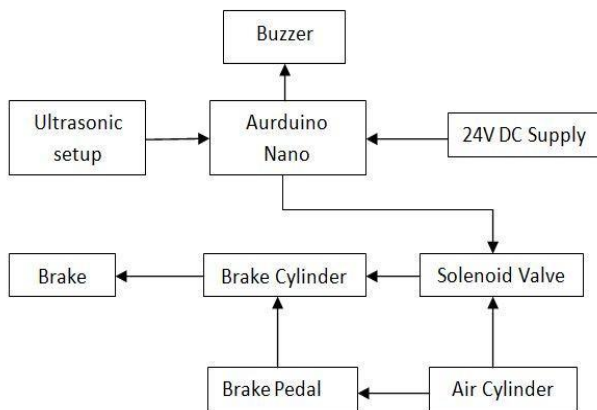 Buzzer
Ultrasonic
setup
Aurduino
Nano
24V DC Supply
Brake
Brake Cylinder
Solenoid Valve
Brake Pedal
Air Cylinder